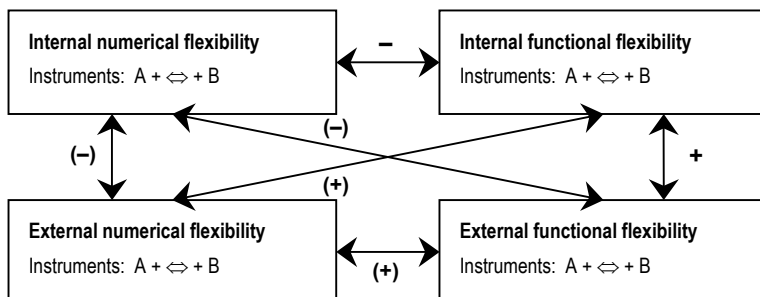 Internal numerical flexibility
Instruments: A + ⇔ + B
–
Internal functional flexibility
Instruments: A + ⇔ + B
(–)
(–)
(+)
+
External numerical flexibility
Instruments: A + ⇔ + B
(+)
External functional flexibility
Instruments: A + ⇔ + B